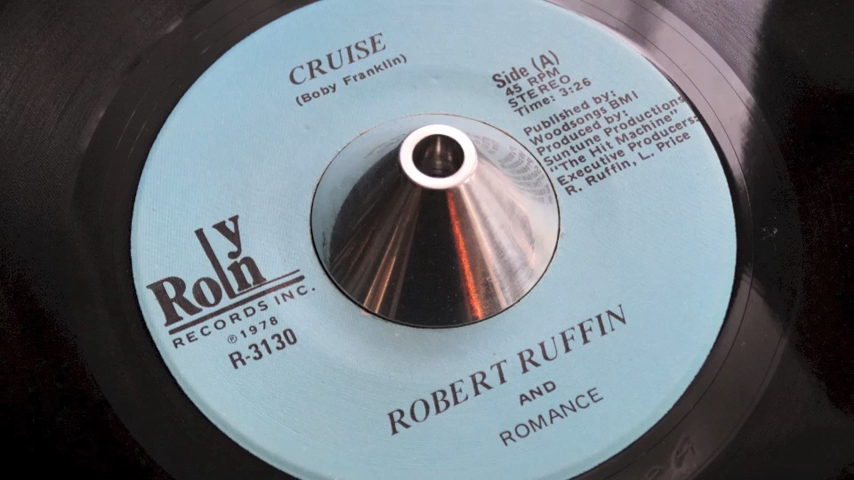 CRUISE
(Boby Franklin)
Side (A)
45 RPM
STEREO
Time: 3:26
Published by:
Woodsongs BMI
Produced by:
Suntune Productions
"The Hit Machine"
Executive Producers:
R. Ruffin, L. Price
Rolyn
RECORDS INC.
℗1978
R-3130
ROBERT RUFFIN
AND
ROMANCE